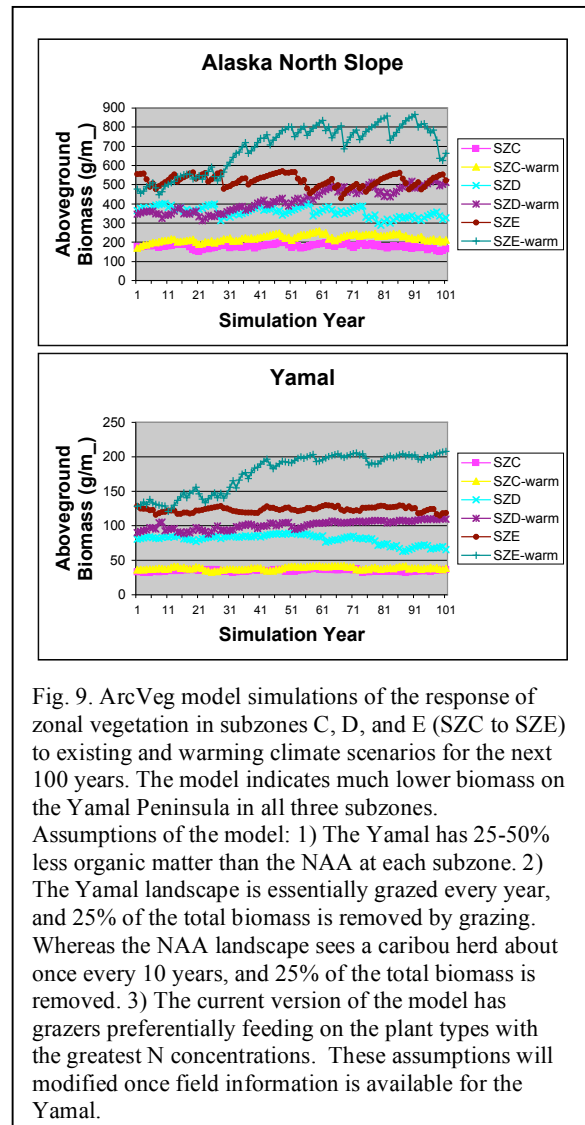 Alaska North Slope
Aboveground
Biomass (g/m_)
900
800
700
600
500
400
300
200
100
0
1 11 21 31 41 51 61 71 81 91 101
Simulation Year
SZC
SZC-warm
SZD
SZD-warm
SZE
SZE-warm
Yamal
Aboveground
Biomass (g/m_)
250
200
150
100
50
0
1 11 21 31 41 51 61 71 81 91 101
Simulation Year
SZC
SZC-warm
SZD
SZD-warm
SZE
SZE-warm
Fig. 9. ArcVeg model simulations of the response of
zonal vegetation in subzones C, D, and E (SZC to SZE)
to existing and warming climate scenarios for the next
100 years. The model indicates much lower biomass on
the Yamal Peninsula in all three subzones.
Assumptions of the model: 1) The Yamal has 25-50%
less organic matter than the NAA at each subzone. 2)
The Yamal landscape is essentially grazed every year,
and 25% of the total biomass is removed by grazing.
Whereas the NAA landscape sees a caribou herd about
once every 10 years, and 25% of the total biomass is
removed. 3) The current version of the model has
grazers preferentially feeding on the plant types with
the greatest N concentrations.  These assumptions will
modified once field information is available for the
Yamal.